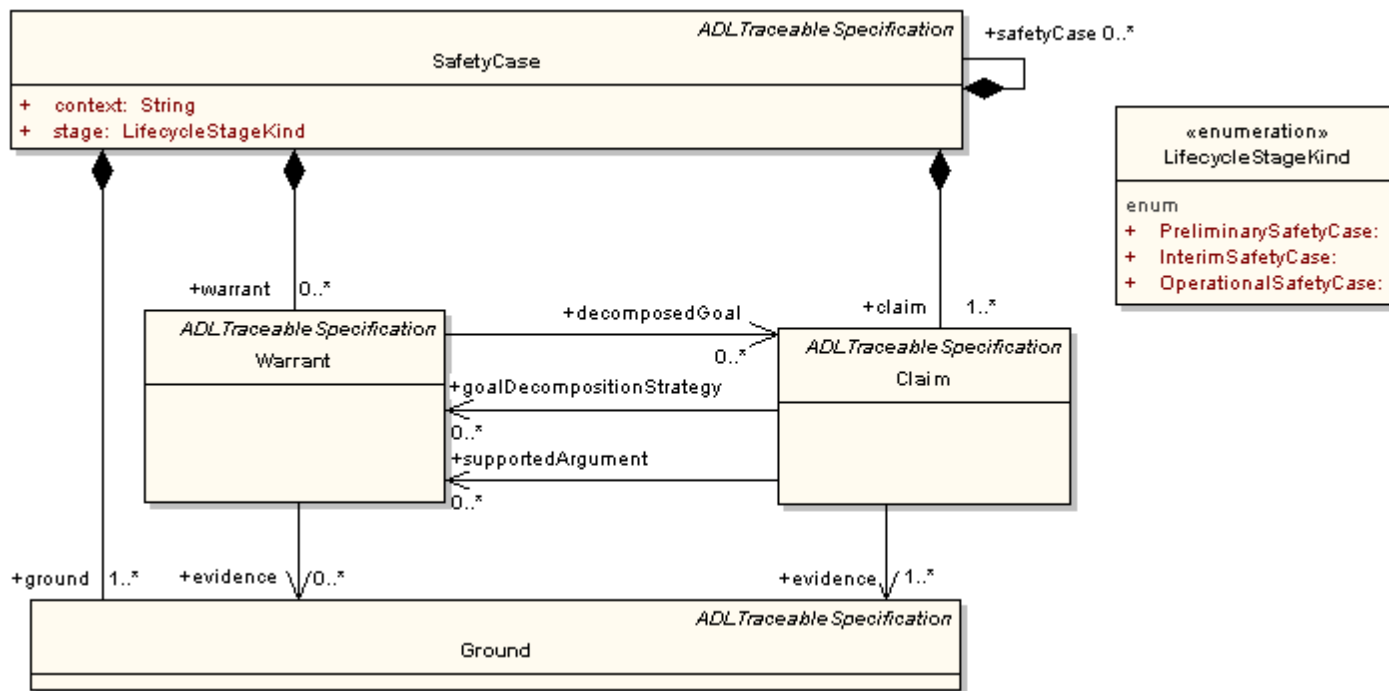 ADLTraceableSpecification
SafetyCase
+ context: String
+ stage: LifecycleStageKind
+safetyCase 0..*
«enumeration»
LifecycleStageKind
enum
+ PreliminarySafetyCase:
+ InterimSafetyCase:
+ OperationalSafetyCase:
+warrant 0..*
+claim 1..*
ADLTraceableSpecification
Warrant
+decomposedGoal
0..*
ADLTraceableSpecification
Claim
+goalDecompositionStrategy
0..*
+supportedArgument
0..*
+ground 1..*
+evidence 0..*
+evidence 1..*
ADLTraceableSpecification
Ground